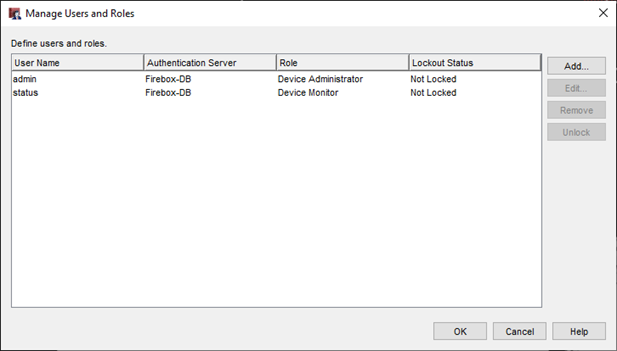 Manage Users and Roles
Define users and roles.
User Name Authentication Server Role Lockout Status
admin Firebox-DB Device Administrator Not Locked
status Firebox-DB Device Monitor Not Locked
Add...
Edit...
Remove
Unlock
OK Cancel Help